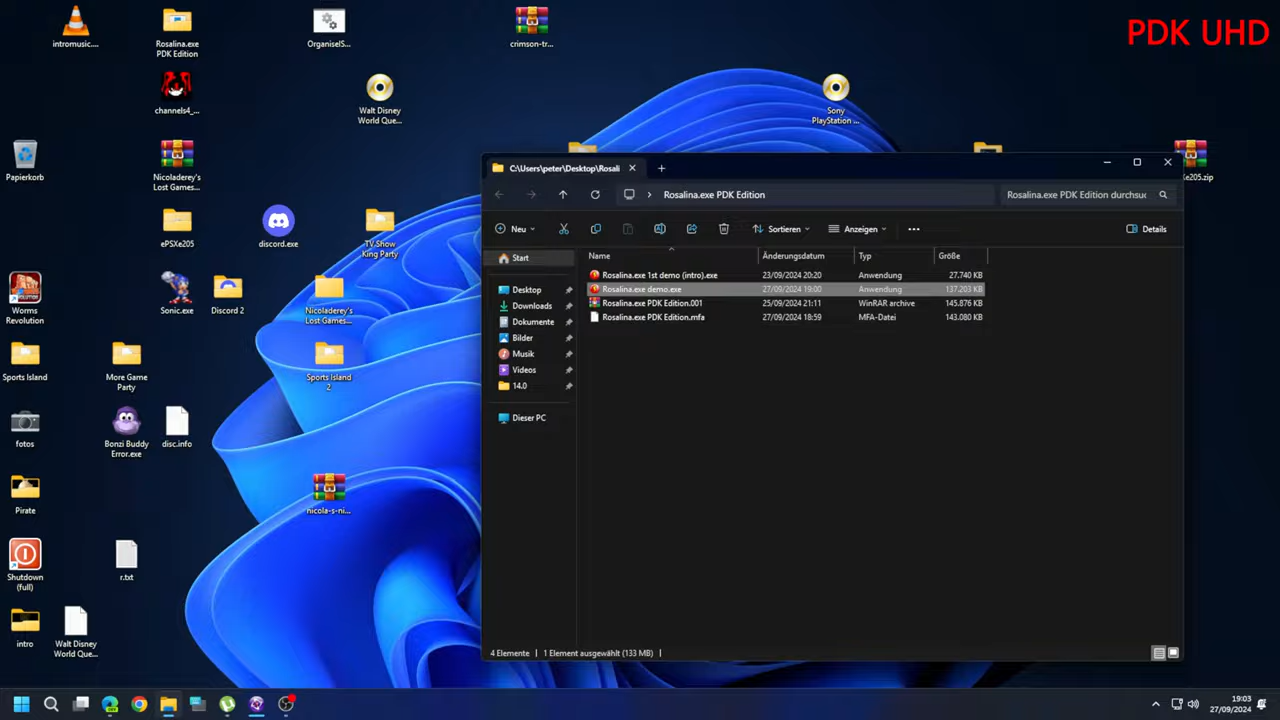 PDK UHD
intromusic....
Rosalina.exe
PDK Edition
OrganiseIS...
crimson-tr...
channels4_...
Walt Disney
World Que...
Sony
PlayStation ...
Papierkorb
Nicoladerey's
Lost Games...
ePSXe205
discord.exe
TV Show
King Party
Worms
Revolution
Sonic.exe
Discord 2
Nicoladerey's
Lost Games...
Sports Island
More Game
Party
Sports Island
2
fotos
Bonzi Buddy
Error.exe
disc.info
Pirate
nicola-s-ni...
Shutdown
(full)
r.txt
intro
Walt Disney
World Que...
Xe205.zip
C:\Users\peter\Desktop\Rosali
Rosalina.exe PDK Edition
Rosalina.exe PDK Edition durchsuc
Neu
Sortieren
Anzeigen
Details
Start
Desktop
Downloads
Dokumente
Bilder
Musik
Videos
14.0
Dieser PC
Name Änderungsdatum Typ Größe
Rosalina.exe 1st demo (intro).exe 23/09/2024 20:20 Anwendung 27.740 KB
Rosalina.exe demo.exe 27/09/2024 19:00 Anwendung 137.203 KB
Rosalina.exe PDK Edition.001 25/09/2024 21:11 WinRAR archive 145.876 KB
Rosalina.exe PDK Edition.mfa 27/09/2024 18:59 MFA-Datei 143.080 KB
4 Elemente 1 Element ausgewählt (133 MB)
19:03
27/09/2024